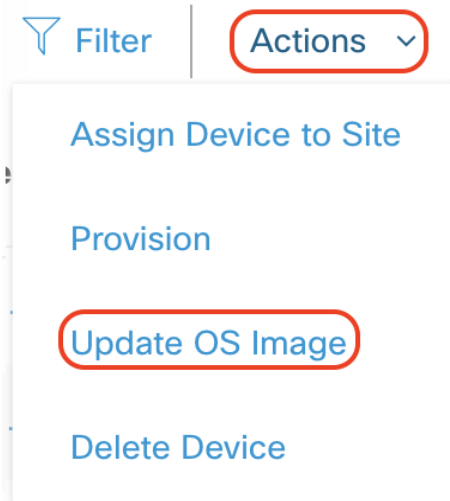 Filter Actions
Assign Device to Site
Provision
Update OS Image
Delete Device